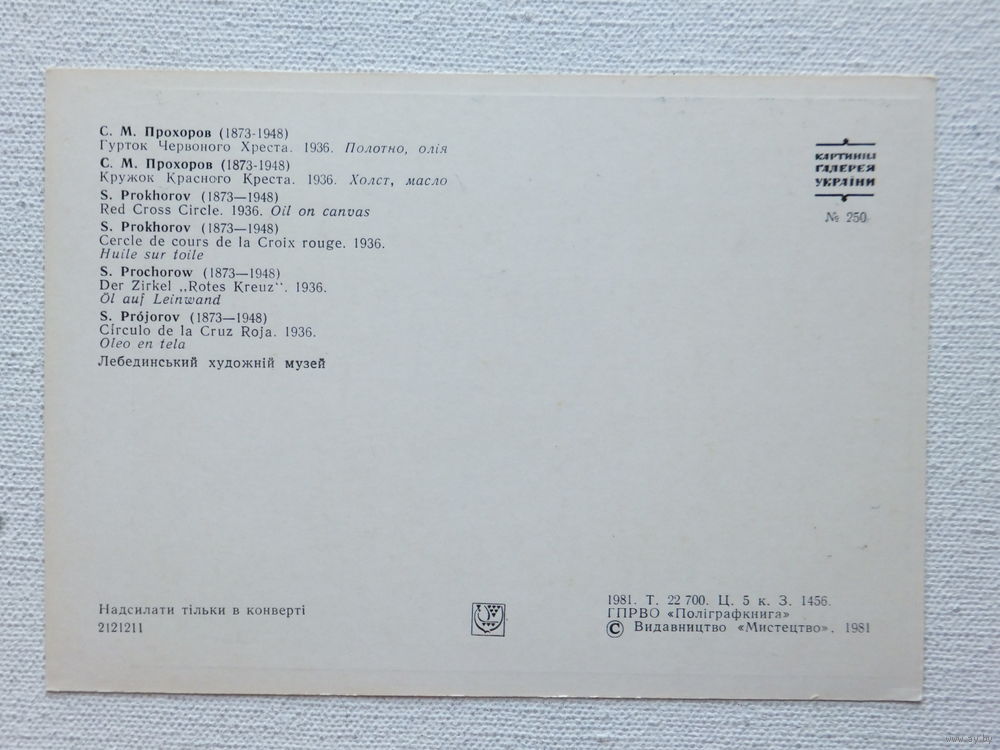 С. М. Прохоров (1873-1948)
Гурток Червоного Хреста. 1936. Полотно, олія
С. М. Прохоров (1873-1948)
Кружок Красного Креста. 1936. Холст, масло
S. Prokhorov (1873—1948)
Red Cross Circle. 1936. Oil on canvas
S. Prokhorov (1873—1948)
Cercle de cours de la Croix rouge. 1936.
Huile sur toile
S. Prochorow (1873—1948)
Der Zirkel „Rotes Kreuz“. 1936.
Öl auf Leinwand
S. Prójorov (1873—1948)
Círculo de la Cruz Roja. 1936.
Oleo en tela
Лебединський художній музей
КАРТИННІ
ГАЛЕРЕЯ
УКРАЇНИ
№ 250
Надсилати тільки в конверті
2121211
1981. Т. 22 700. Ц. 5 к. З. 1456.
ГПРВО «Поліграфкнига»
© Видавництво «Мистецтво». 1981
www.ay.by